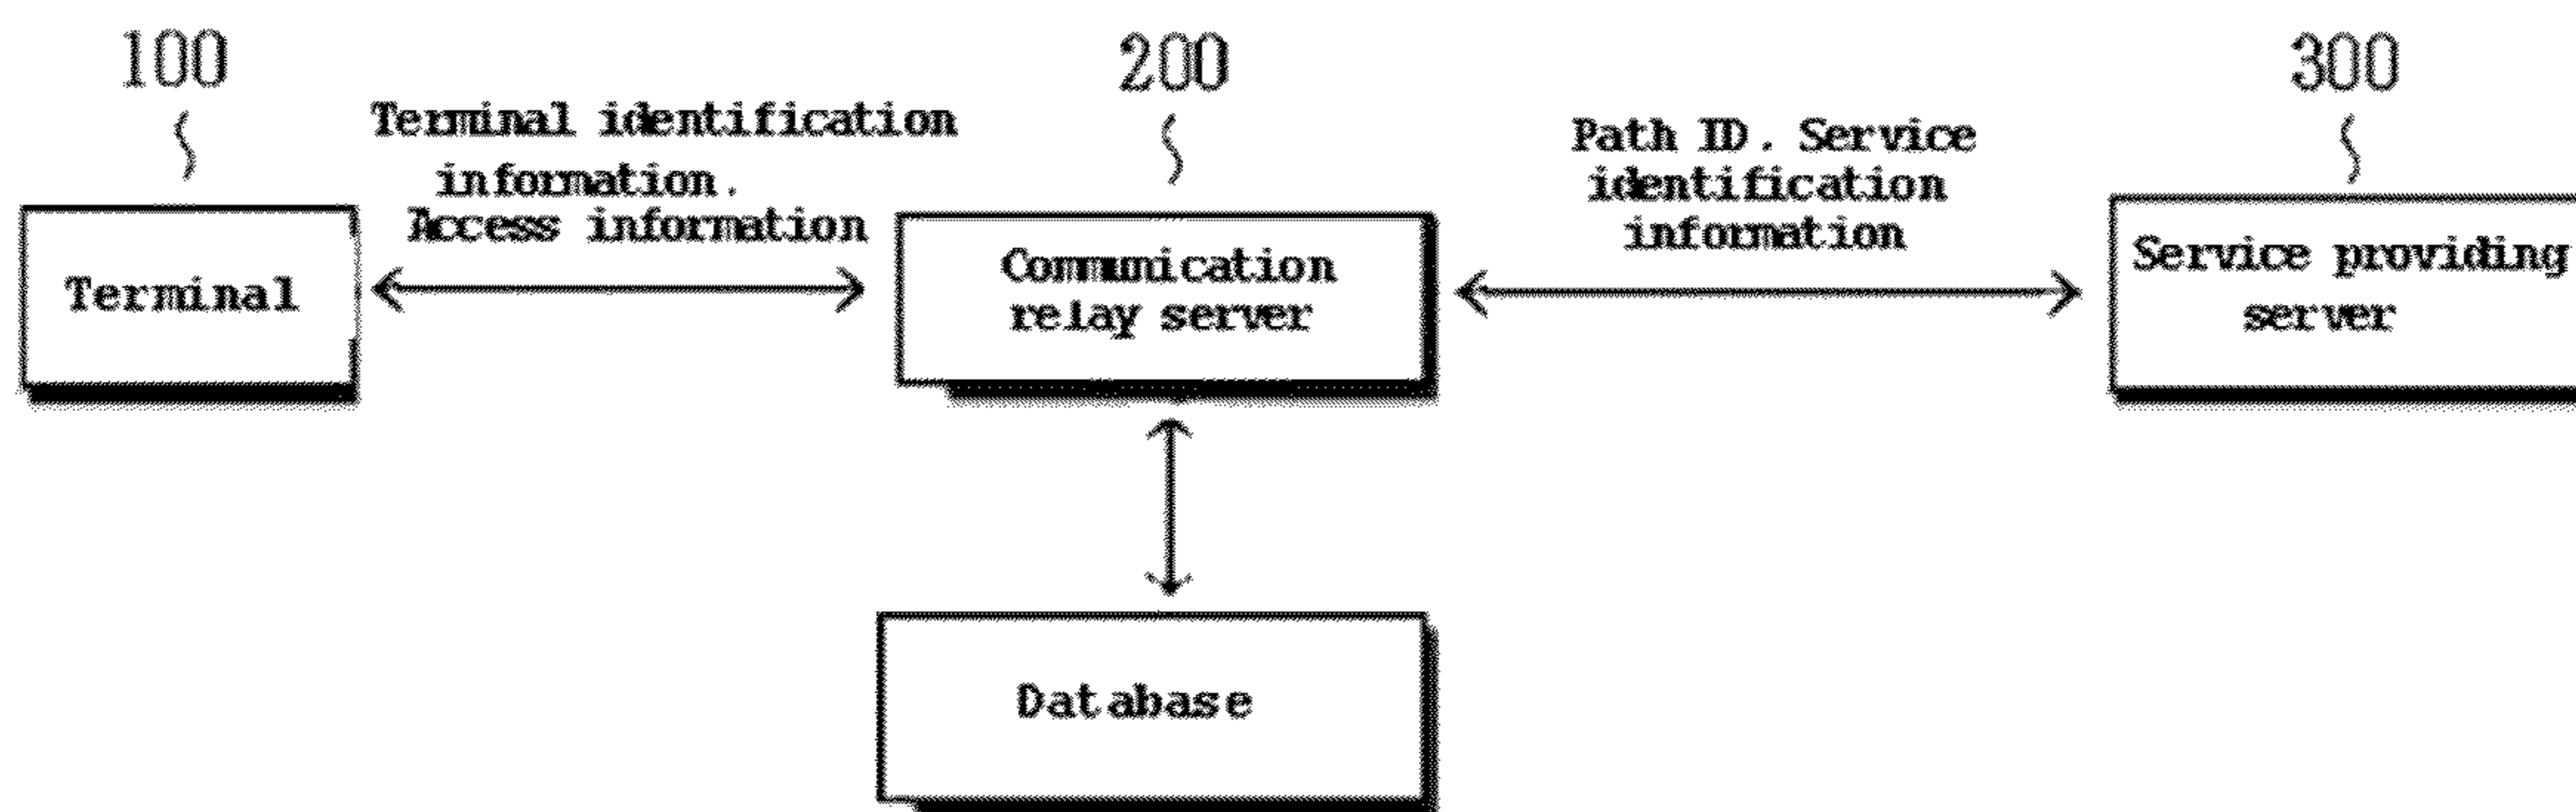 100
200
300
Terminal identification
information.
Access information
Path ID. Service
identification
information
Terminal
Communication
relay server
Service providing
server
Database